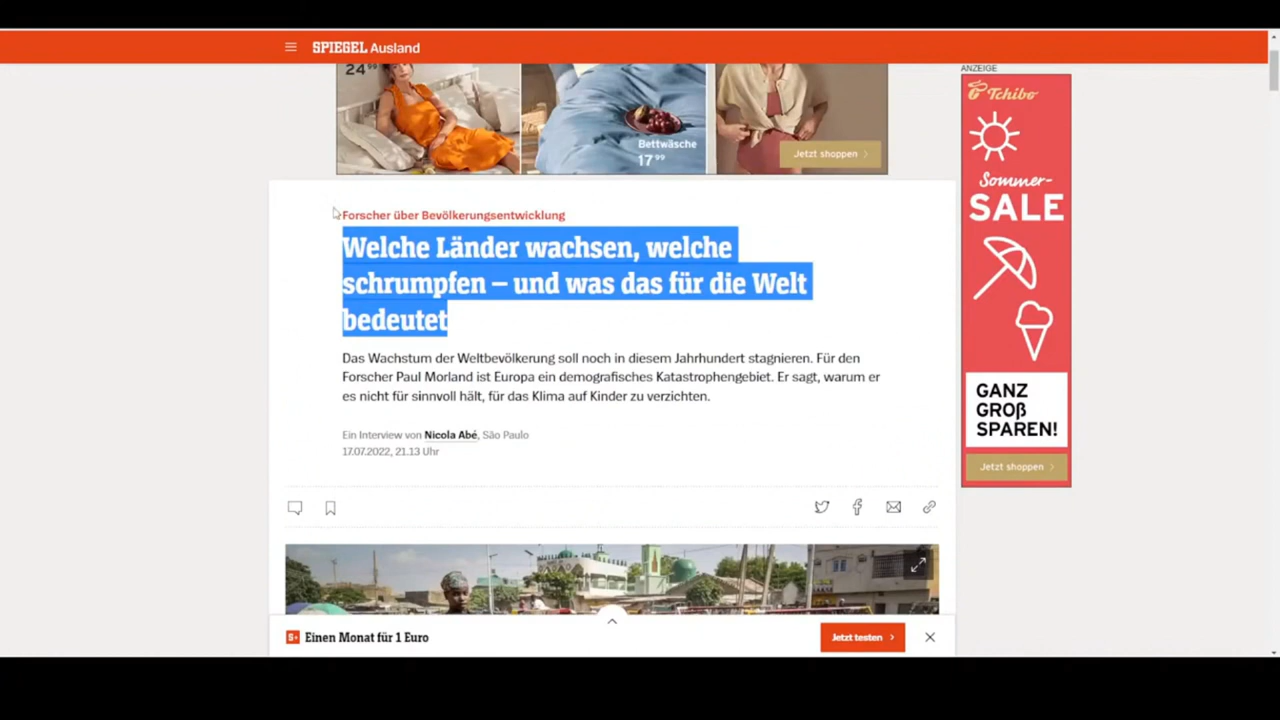 SPIEGEL Ausland
ANZEIGE
24⁹⁹
Bettwäsche
17⁹⁹
Jetzt shoppen
Tchibo
Sommer-
SALE
GANZ
GROß
SPAREN!
Jetzt shoppen
Forscher über Bevölkerungsentwicklung
Welche Länder wachsen, welche
schrumpfen – und was das für die Welt
bedeutet
Das Wachstum der Weltbevölkerung soll noch in diesem Jahrhundert stagnieren. Für den
Forscher Paul Morland ist Europa ein demografisches Katastrophengebiet. Er sagt, warum er
es nicht für sinnvoll hält, für das Klima auf Kinder zu verzichten.
Ein Interview von Nicola Abé, São Paulo
17.07.2022, 21.13 Uhr
S+ Einen Monat für 1 Euro
Jetzt testen